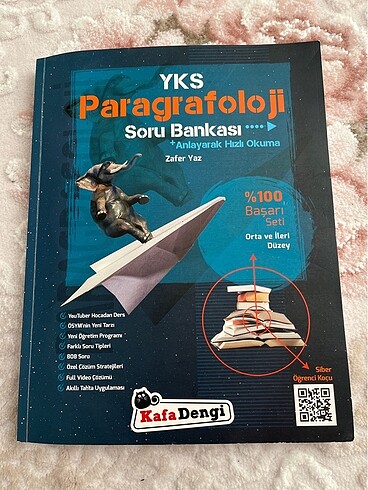 YKS
Paragrafoloji
Soru Bankası
+Anlayarak Hızlı Okuma
Zafer Yaz
%100
Başarı
Seti
Orta ve İleri
Düzey
YouTuber Hocadan Ders
ÖSYM'nin Yeni Tarzı
Yeni Öğretim Programı
Farklı Soru Tipleri
808 Soru
Özel Çözüm Stratejileri
Full Video Çözümü
Akıllı Tahta Uygulaması
Siber
Öğrenci Koçu
KafaDengi